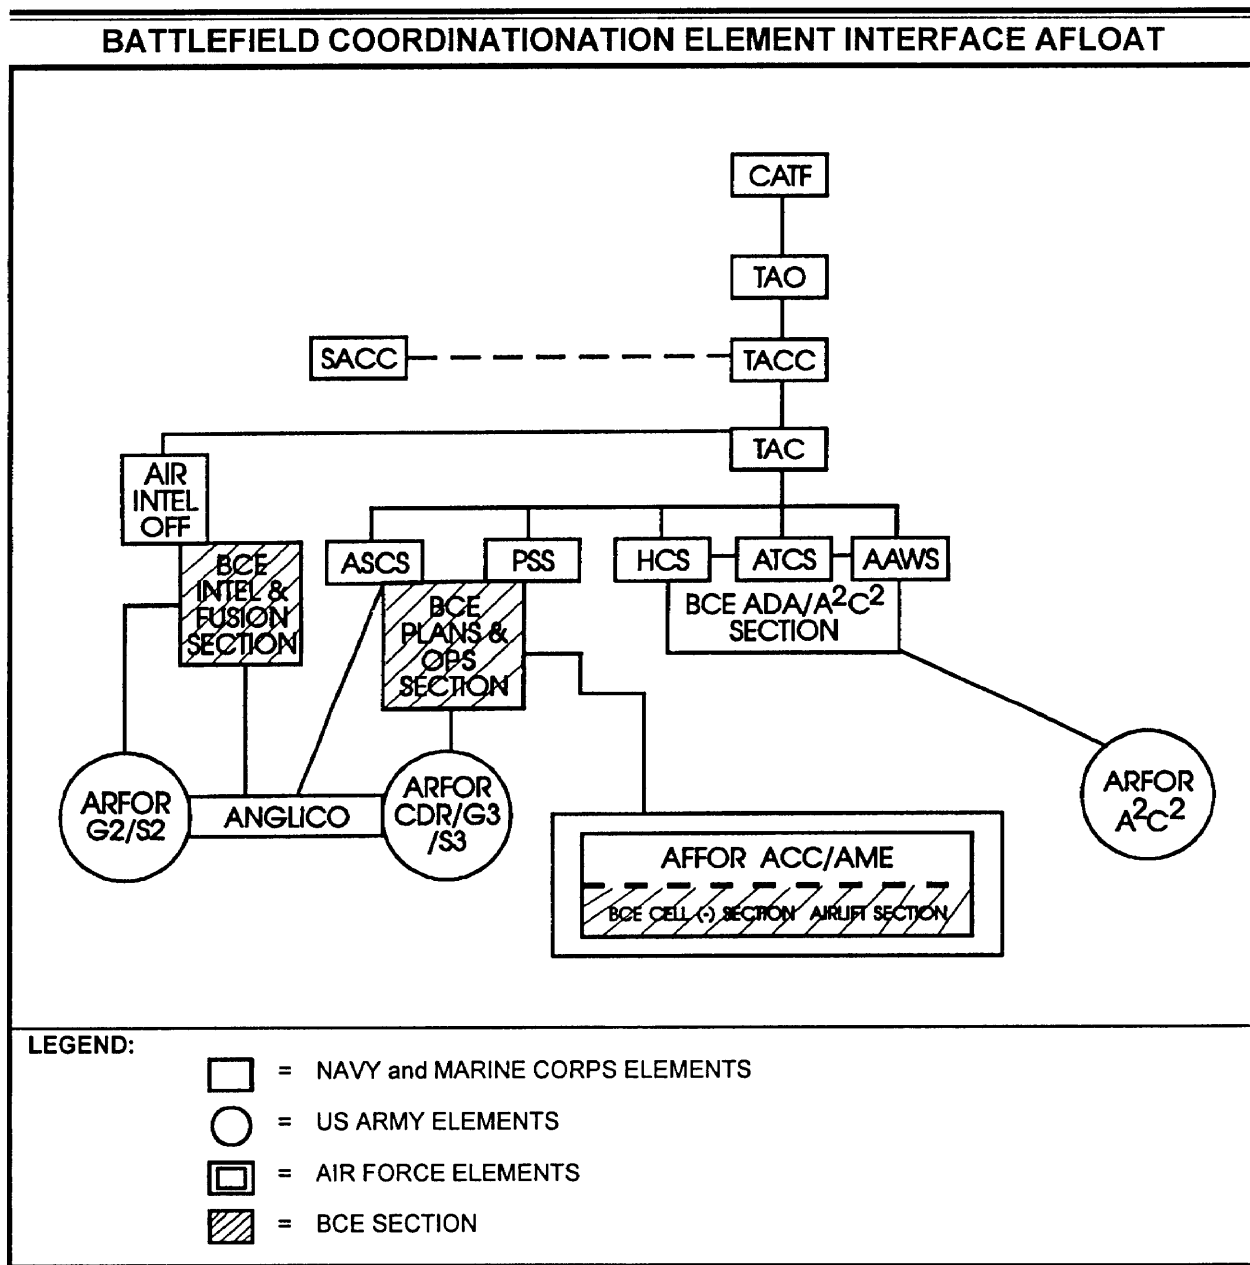 BATTLEFIELD COORDINATIONATION ELEMENT INTERFACE AFLOAT
CATF
TAO
SACC
TACC
TAC
AIR
INTEL
OFF
ASCS
PSS
HCS
ATCS
AAWS
BCE
INTEL &
FUSION
SECTION
BCE
PLANS &
OPS
SECTION
BCE ADA/A²C²
SECTION
ARFOR
G2/S2
ANGLICO
ARFOR
CDR/G3
/S3
ARFOR
A²C²
AFFOR ACC/AME
BCE CELL (-) SECTION AIRLIFT SECTION
LEGEND:
= NAVY and MARINE CORPS ELEMENTS
= US ARMY ELEMENTS
= AIR FORCE ELEMENTS
= BCE SECTION